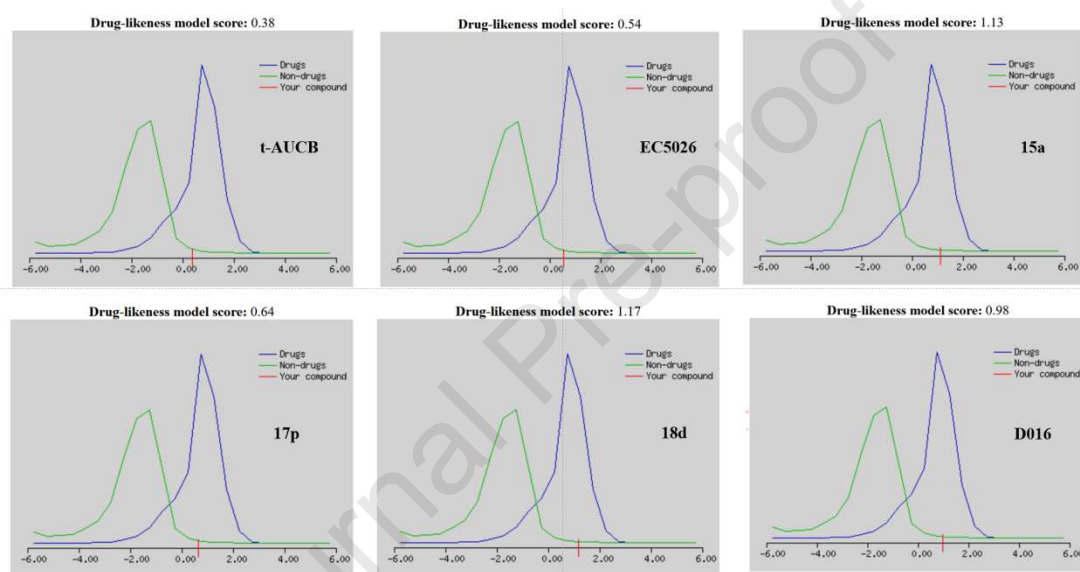 Drug-likeness model score: 0.38
Drugs
Non-drugs
Your compound
t-AUCB
-6.00 -4.00 -2.00 0.00 2.00 4.00 6.00
Drug-likeness model score: 0.54
Drugs
Non-drugs
Your compound
EC5026
-6.00 -4.00 -2.00 0.00 2.00 4.00 6.00
Drug-likeness model score: 1.13
Drugs
Non-drugs
Your compound
15a
-6.00 -4.00 -2.00 0.00 2.00 4.00 6.00
Drug-likeness model score: 0.64
Drugs
Non-drugs
Your compound
17p
-6.00 -4.00 -2.00 0.00 2.00 4.00 6.00
Drug-likeness model score: 1.17
Drugs
Non-drugs
Your compound
18d
-6.00 -4.00 -2.00 0.00 2.00 4.00 6.00
Drug-likeness model score: 0.98
Drugs
Non-drugs
Your compound
D016
-6.00 -4.00 -2.00 0.00 2.00 4.00 6.00
urnal Pre-proof